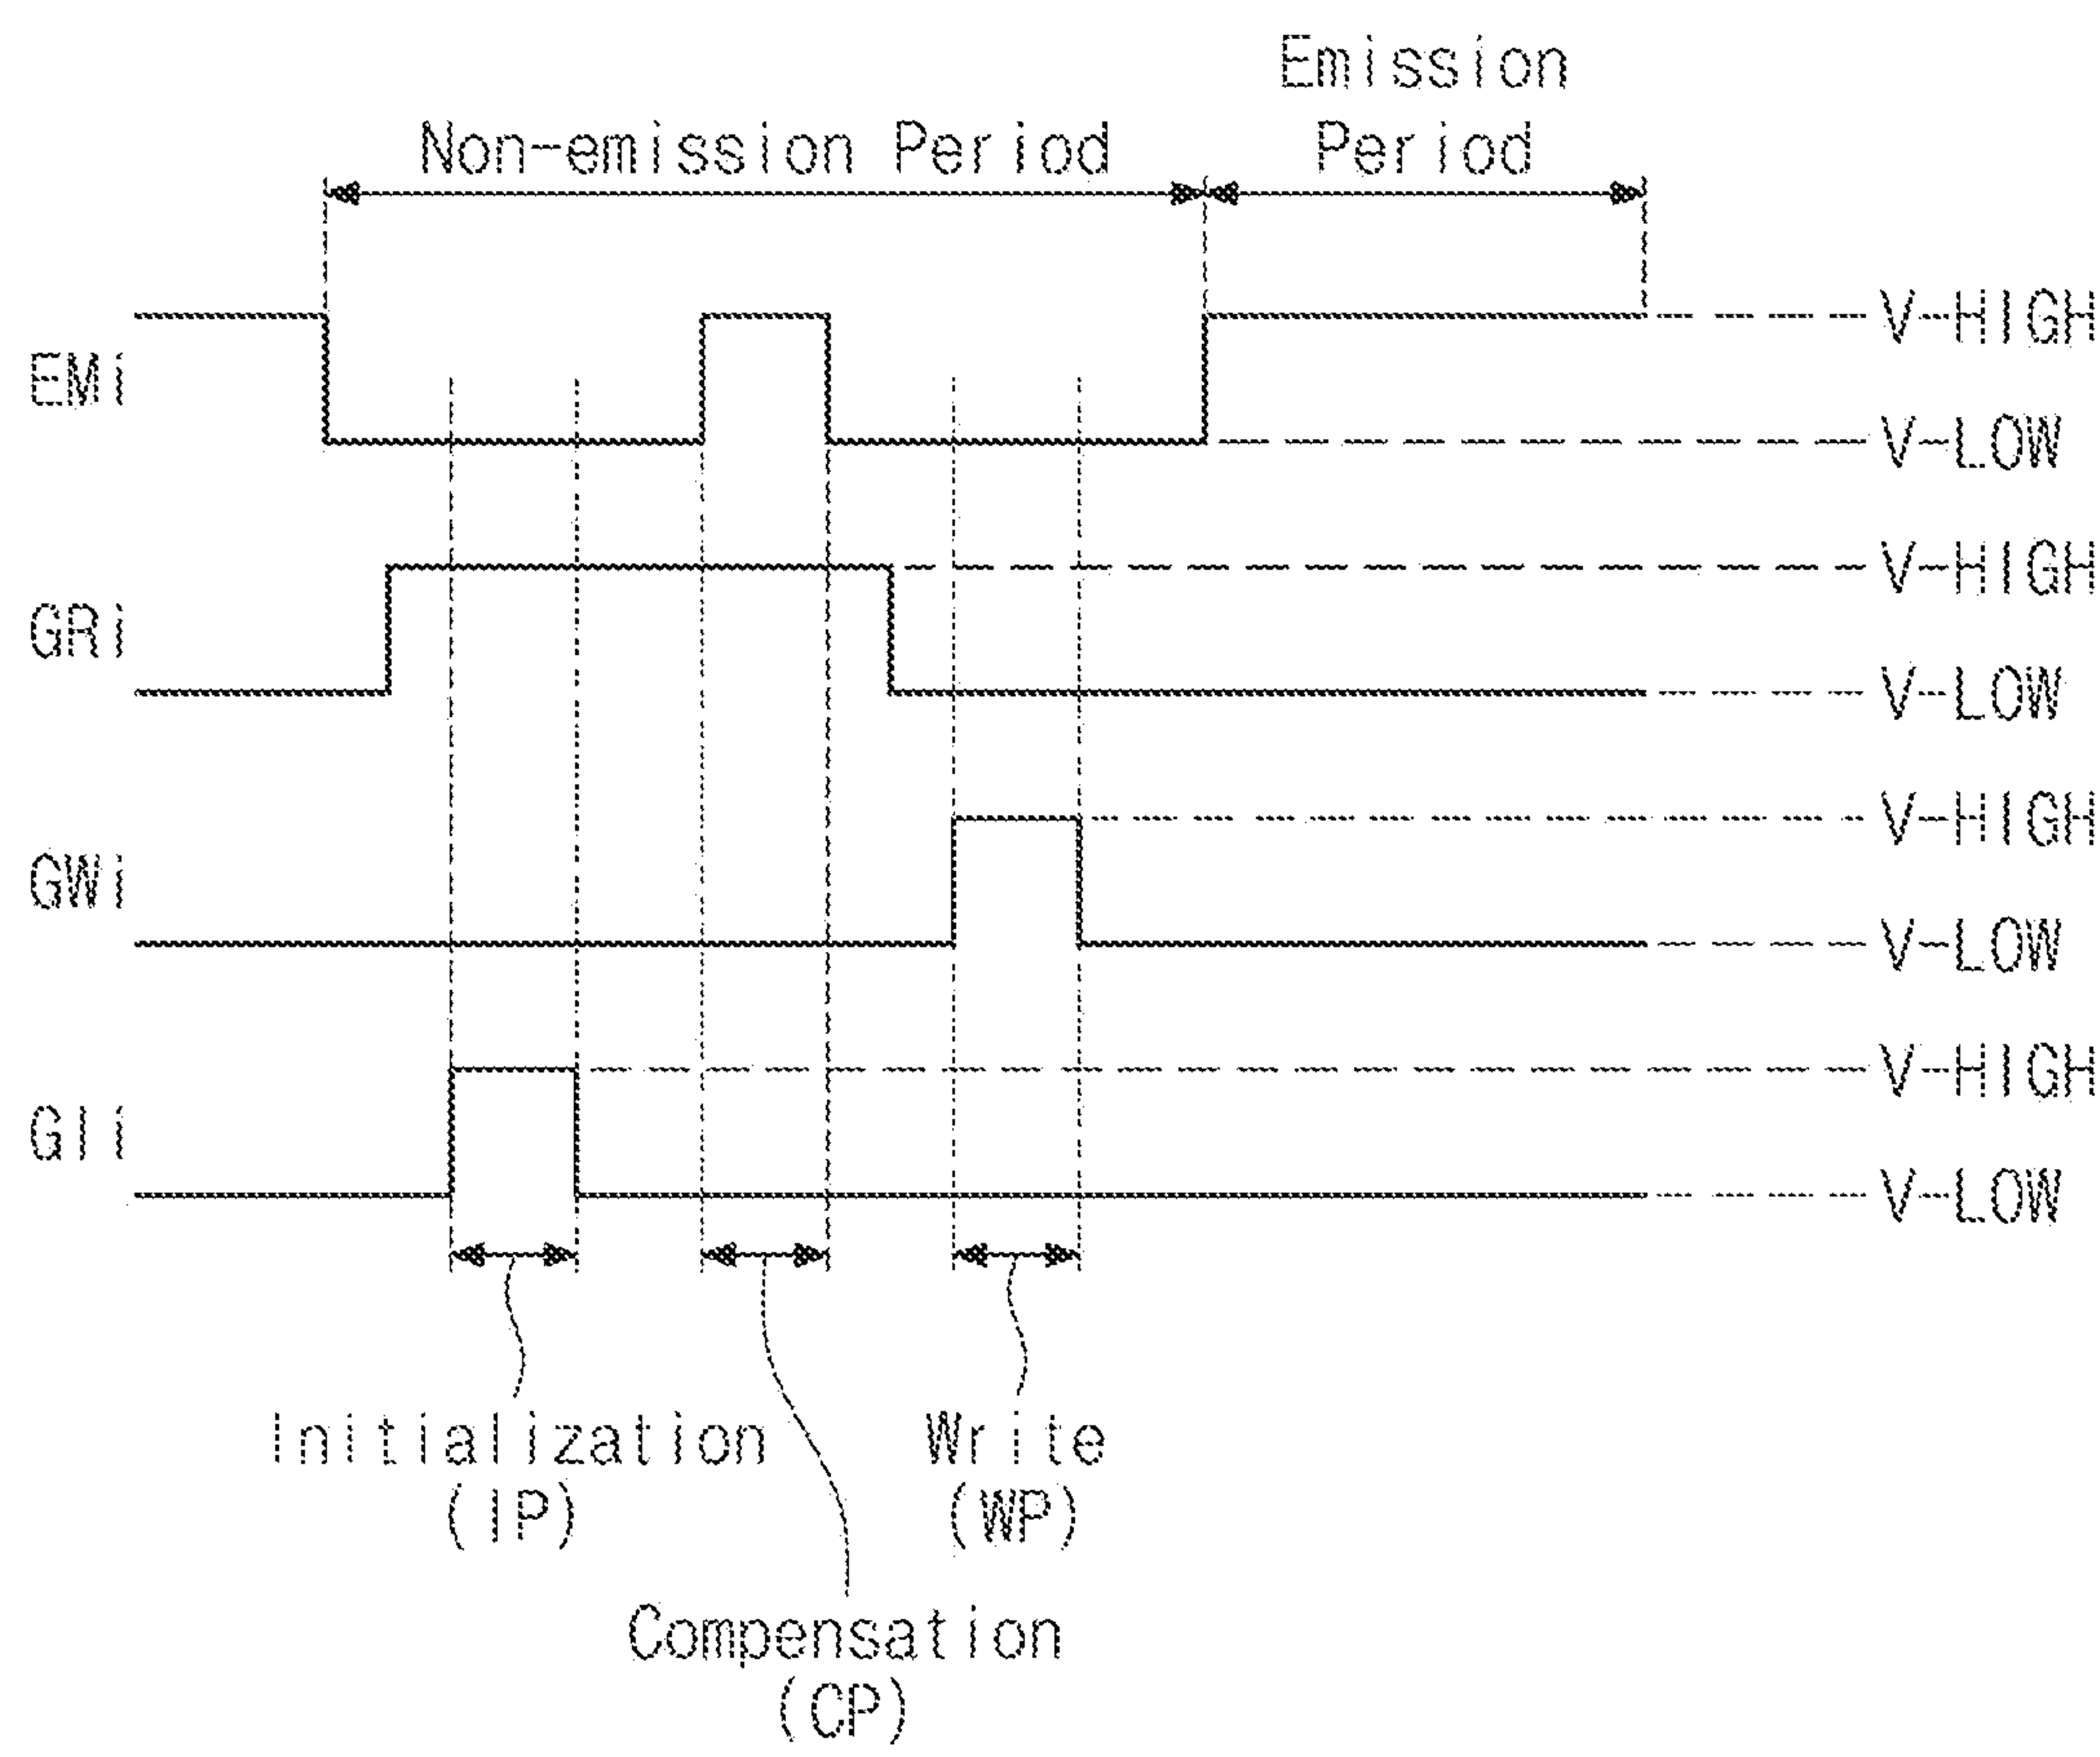 Emission
Non-emission Period
Period
V-HIGH
EMi
V-LOW
V-HIGH
GRi
V-LOW
V-HIGH
GWi
V-LOW
V-HIGH
GIi
V-LOW
Initialization
(IP)
Write
(WP)
Compensation
(CP)